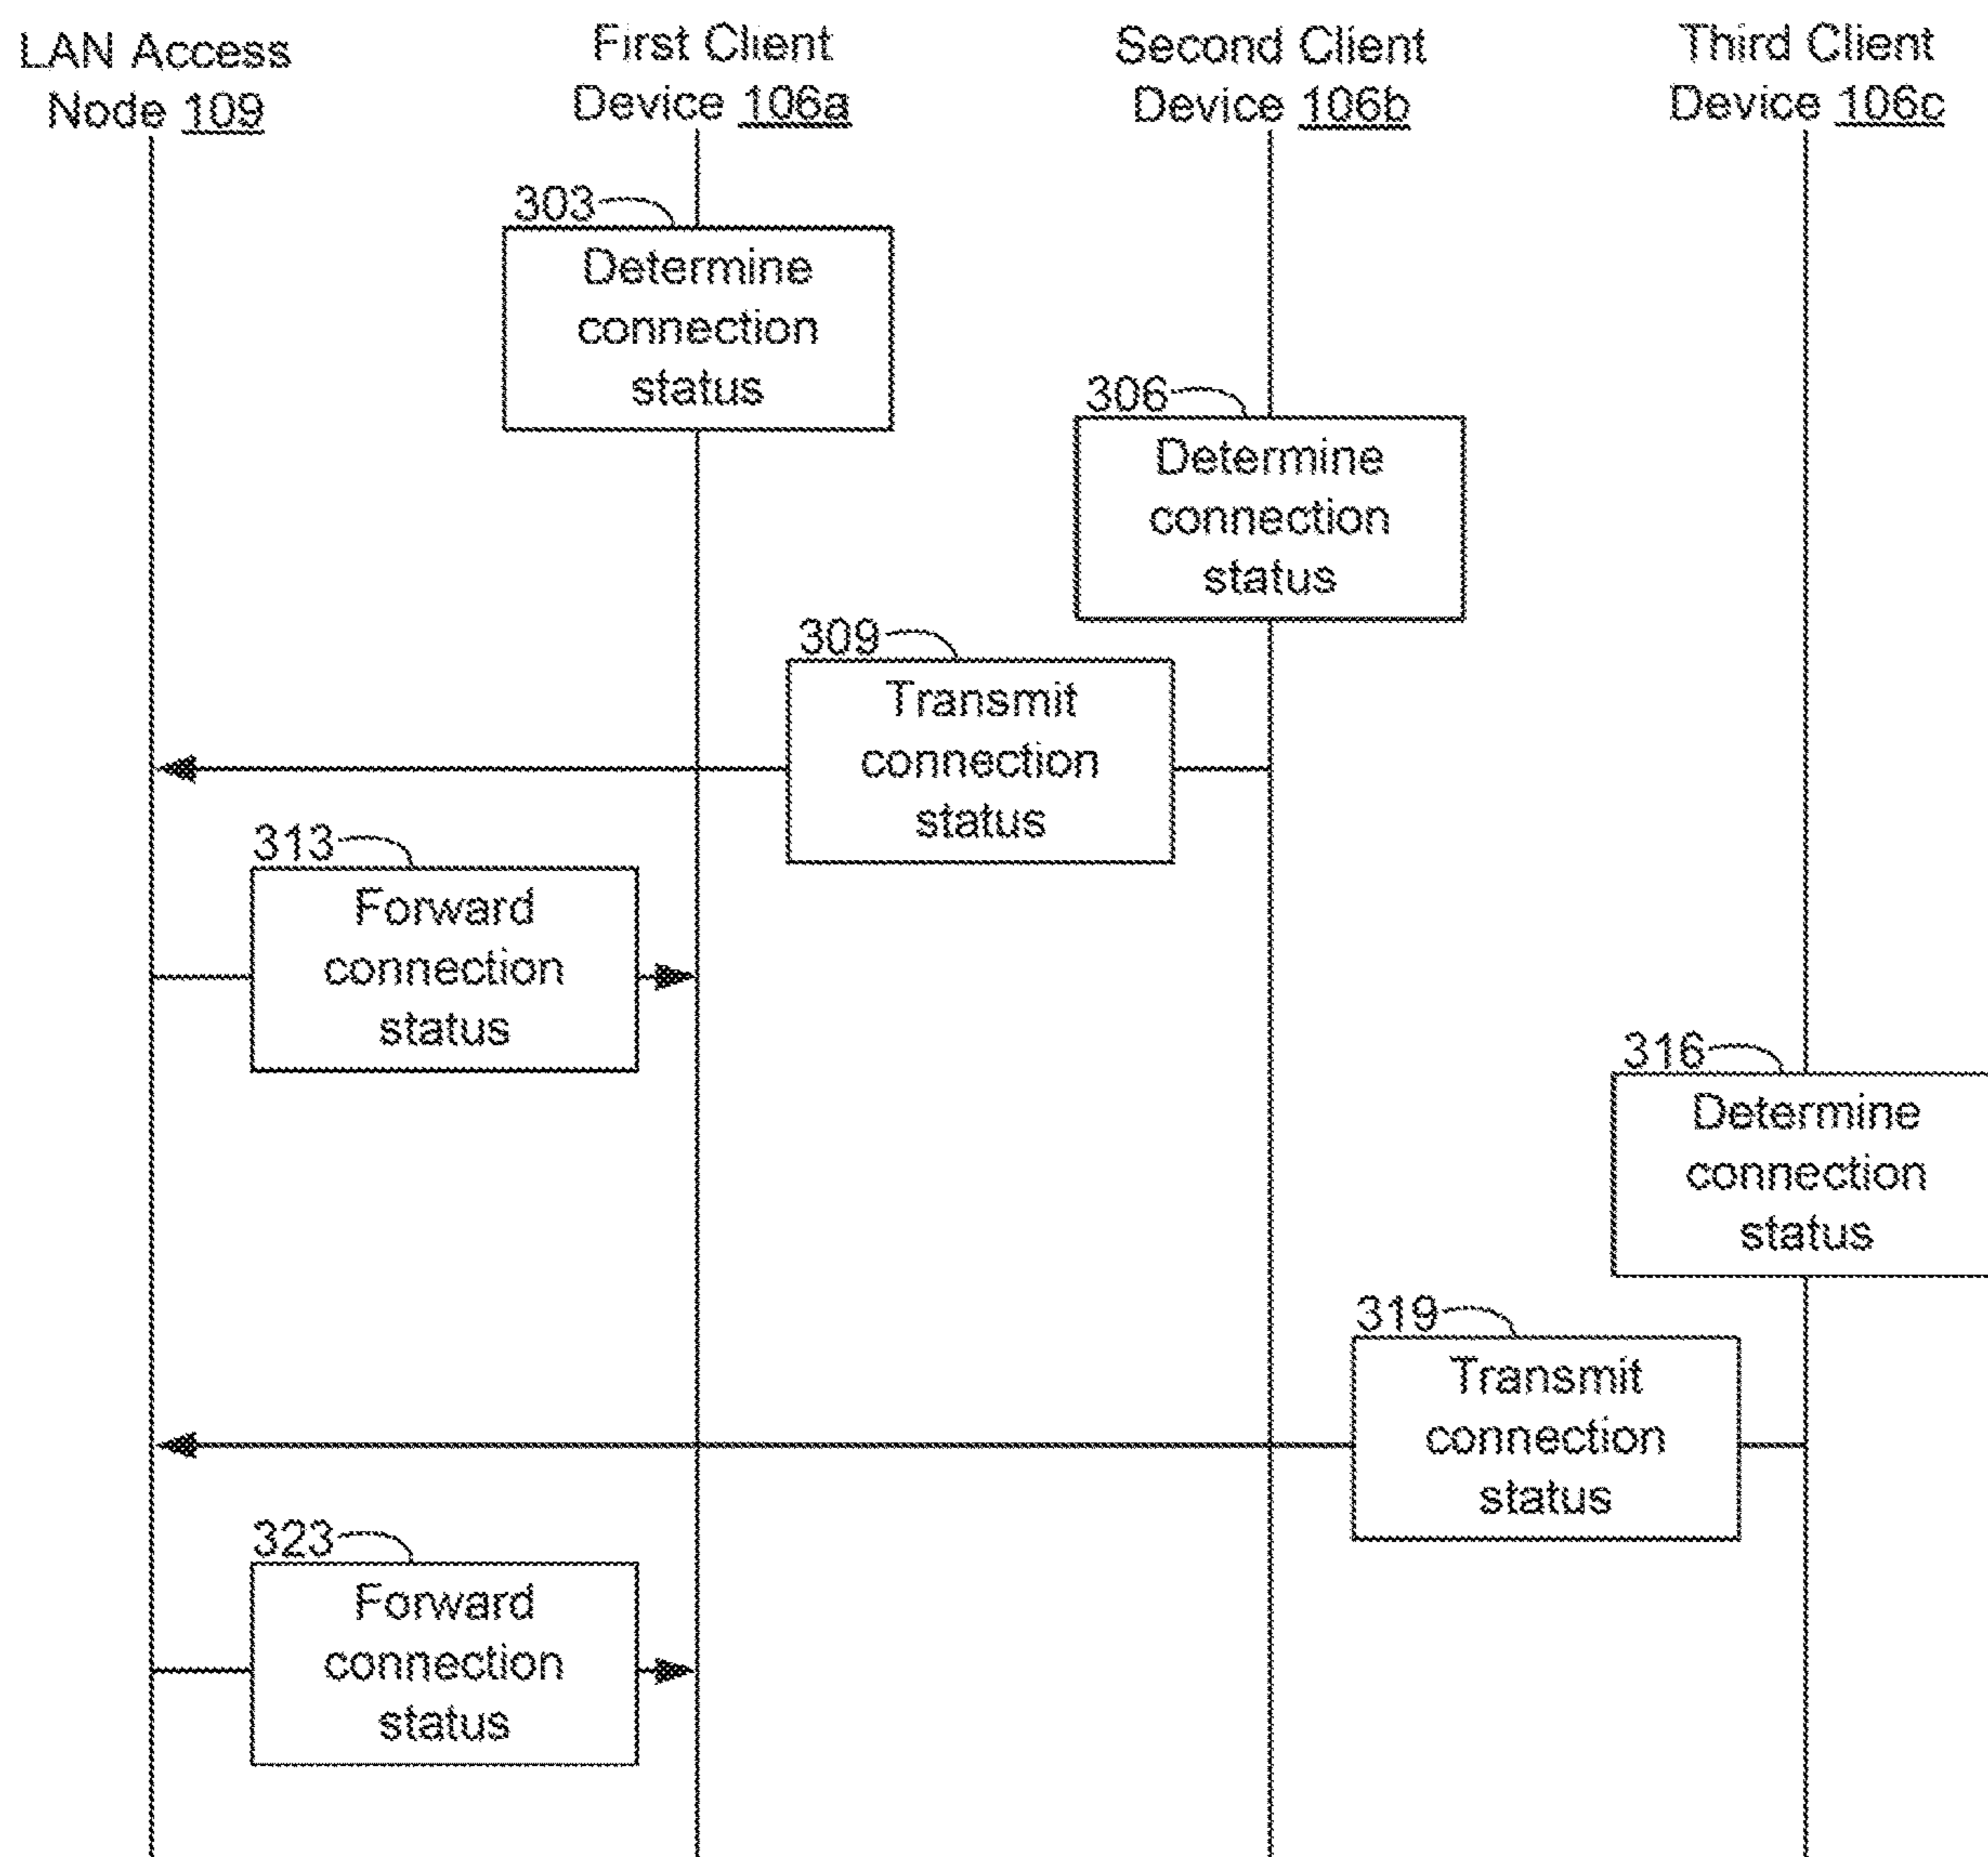 LAN Access
Node 109
First Client
Device 106a
Second Client
Device 106b
Third Client
Device 106c
303
Determine
connection
status
306
Determine
connection
status
309
Transmit
connection
status
313
Forward
connection
status
316
Determine
connection
status
319
Transmit
connection
status
323
Forward
connection
status